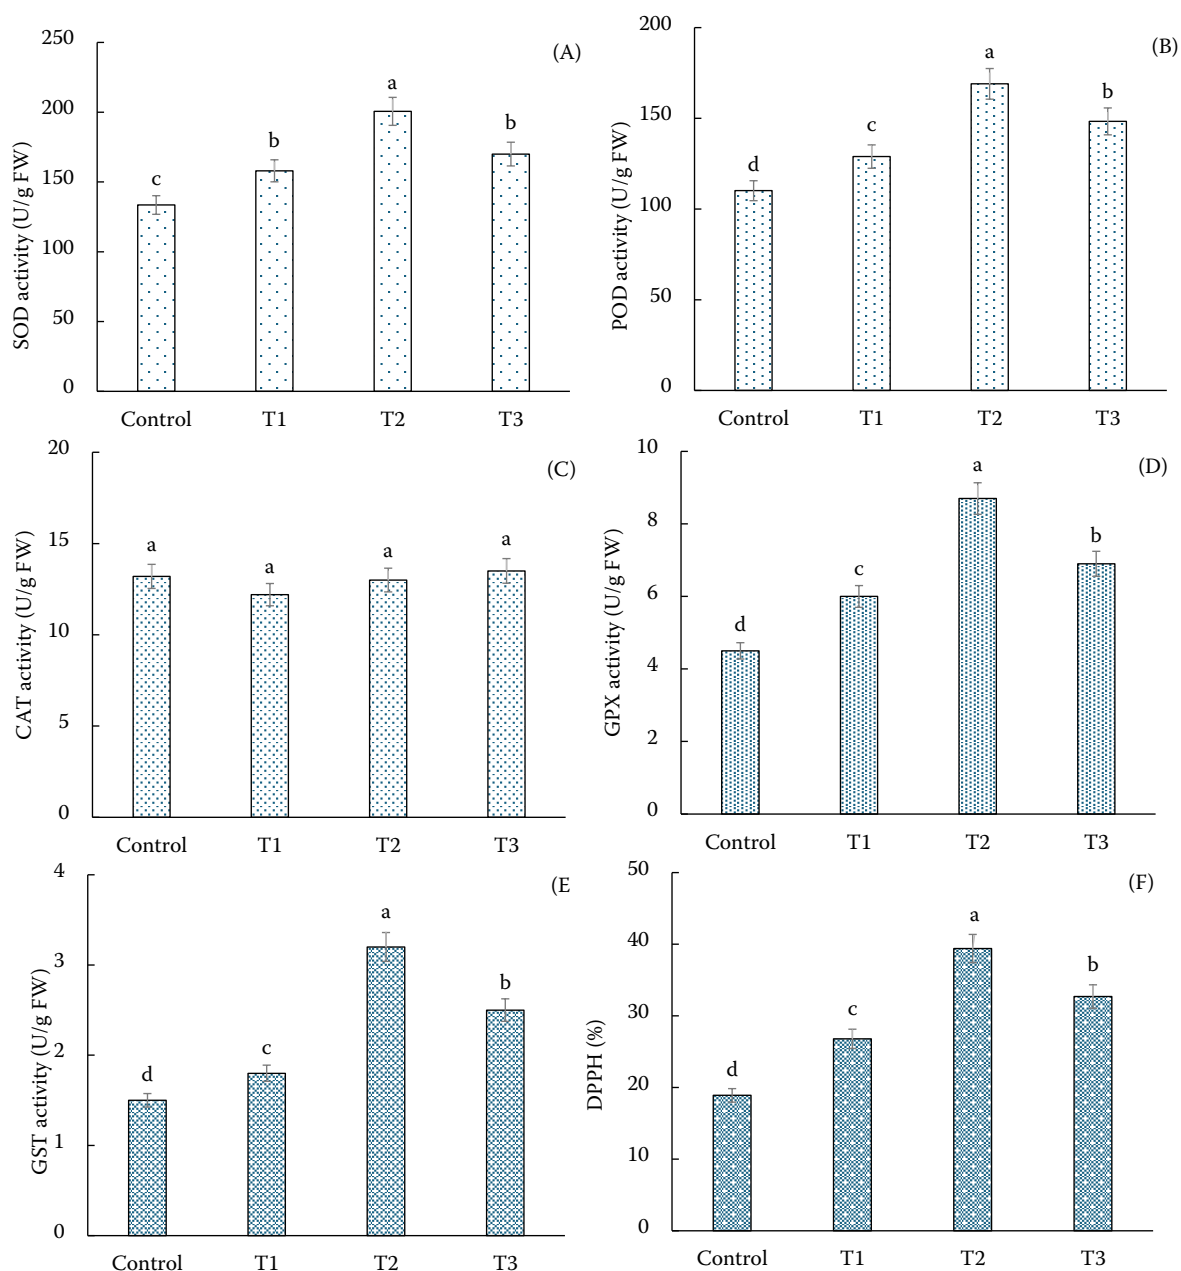 (A)
SOD activity (U/g FW)
250
200
150
100
50
0
c
b
a
b
Control T1 T2 T3
(B)
POD activity (U/g FW)
200
150
100
50
0
d
c
a
b
Control T1 T2 T3
(C)
CAT activity (U/g FW)
20
15
10
5
0
a
a
a
a
Control T1 T2 T3
(D)
GPX activity (U/g FW)
10
8
6
4
2
0
d
c
a
b
Control T1 T2 T3
(E
GST activity (U/g FW)
4
3
2
1
0
d
c
a
b
Control T1 T2 T3
(F)
DPPH (%)
50
40
30
20
10
0
d
c
a
b
Control T1 T2 T3